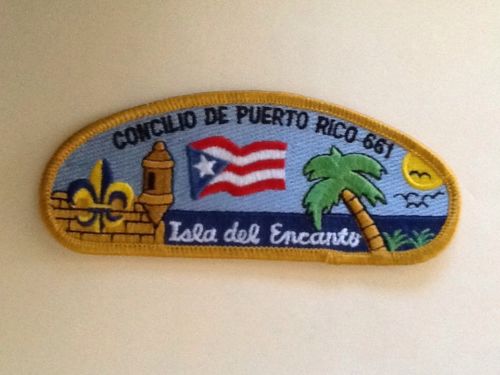 CONCILIO DE PUERTO RICO 661
Isla del Encanto